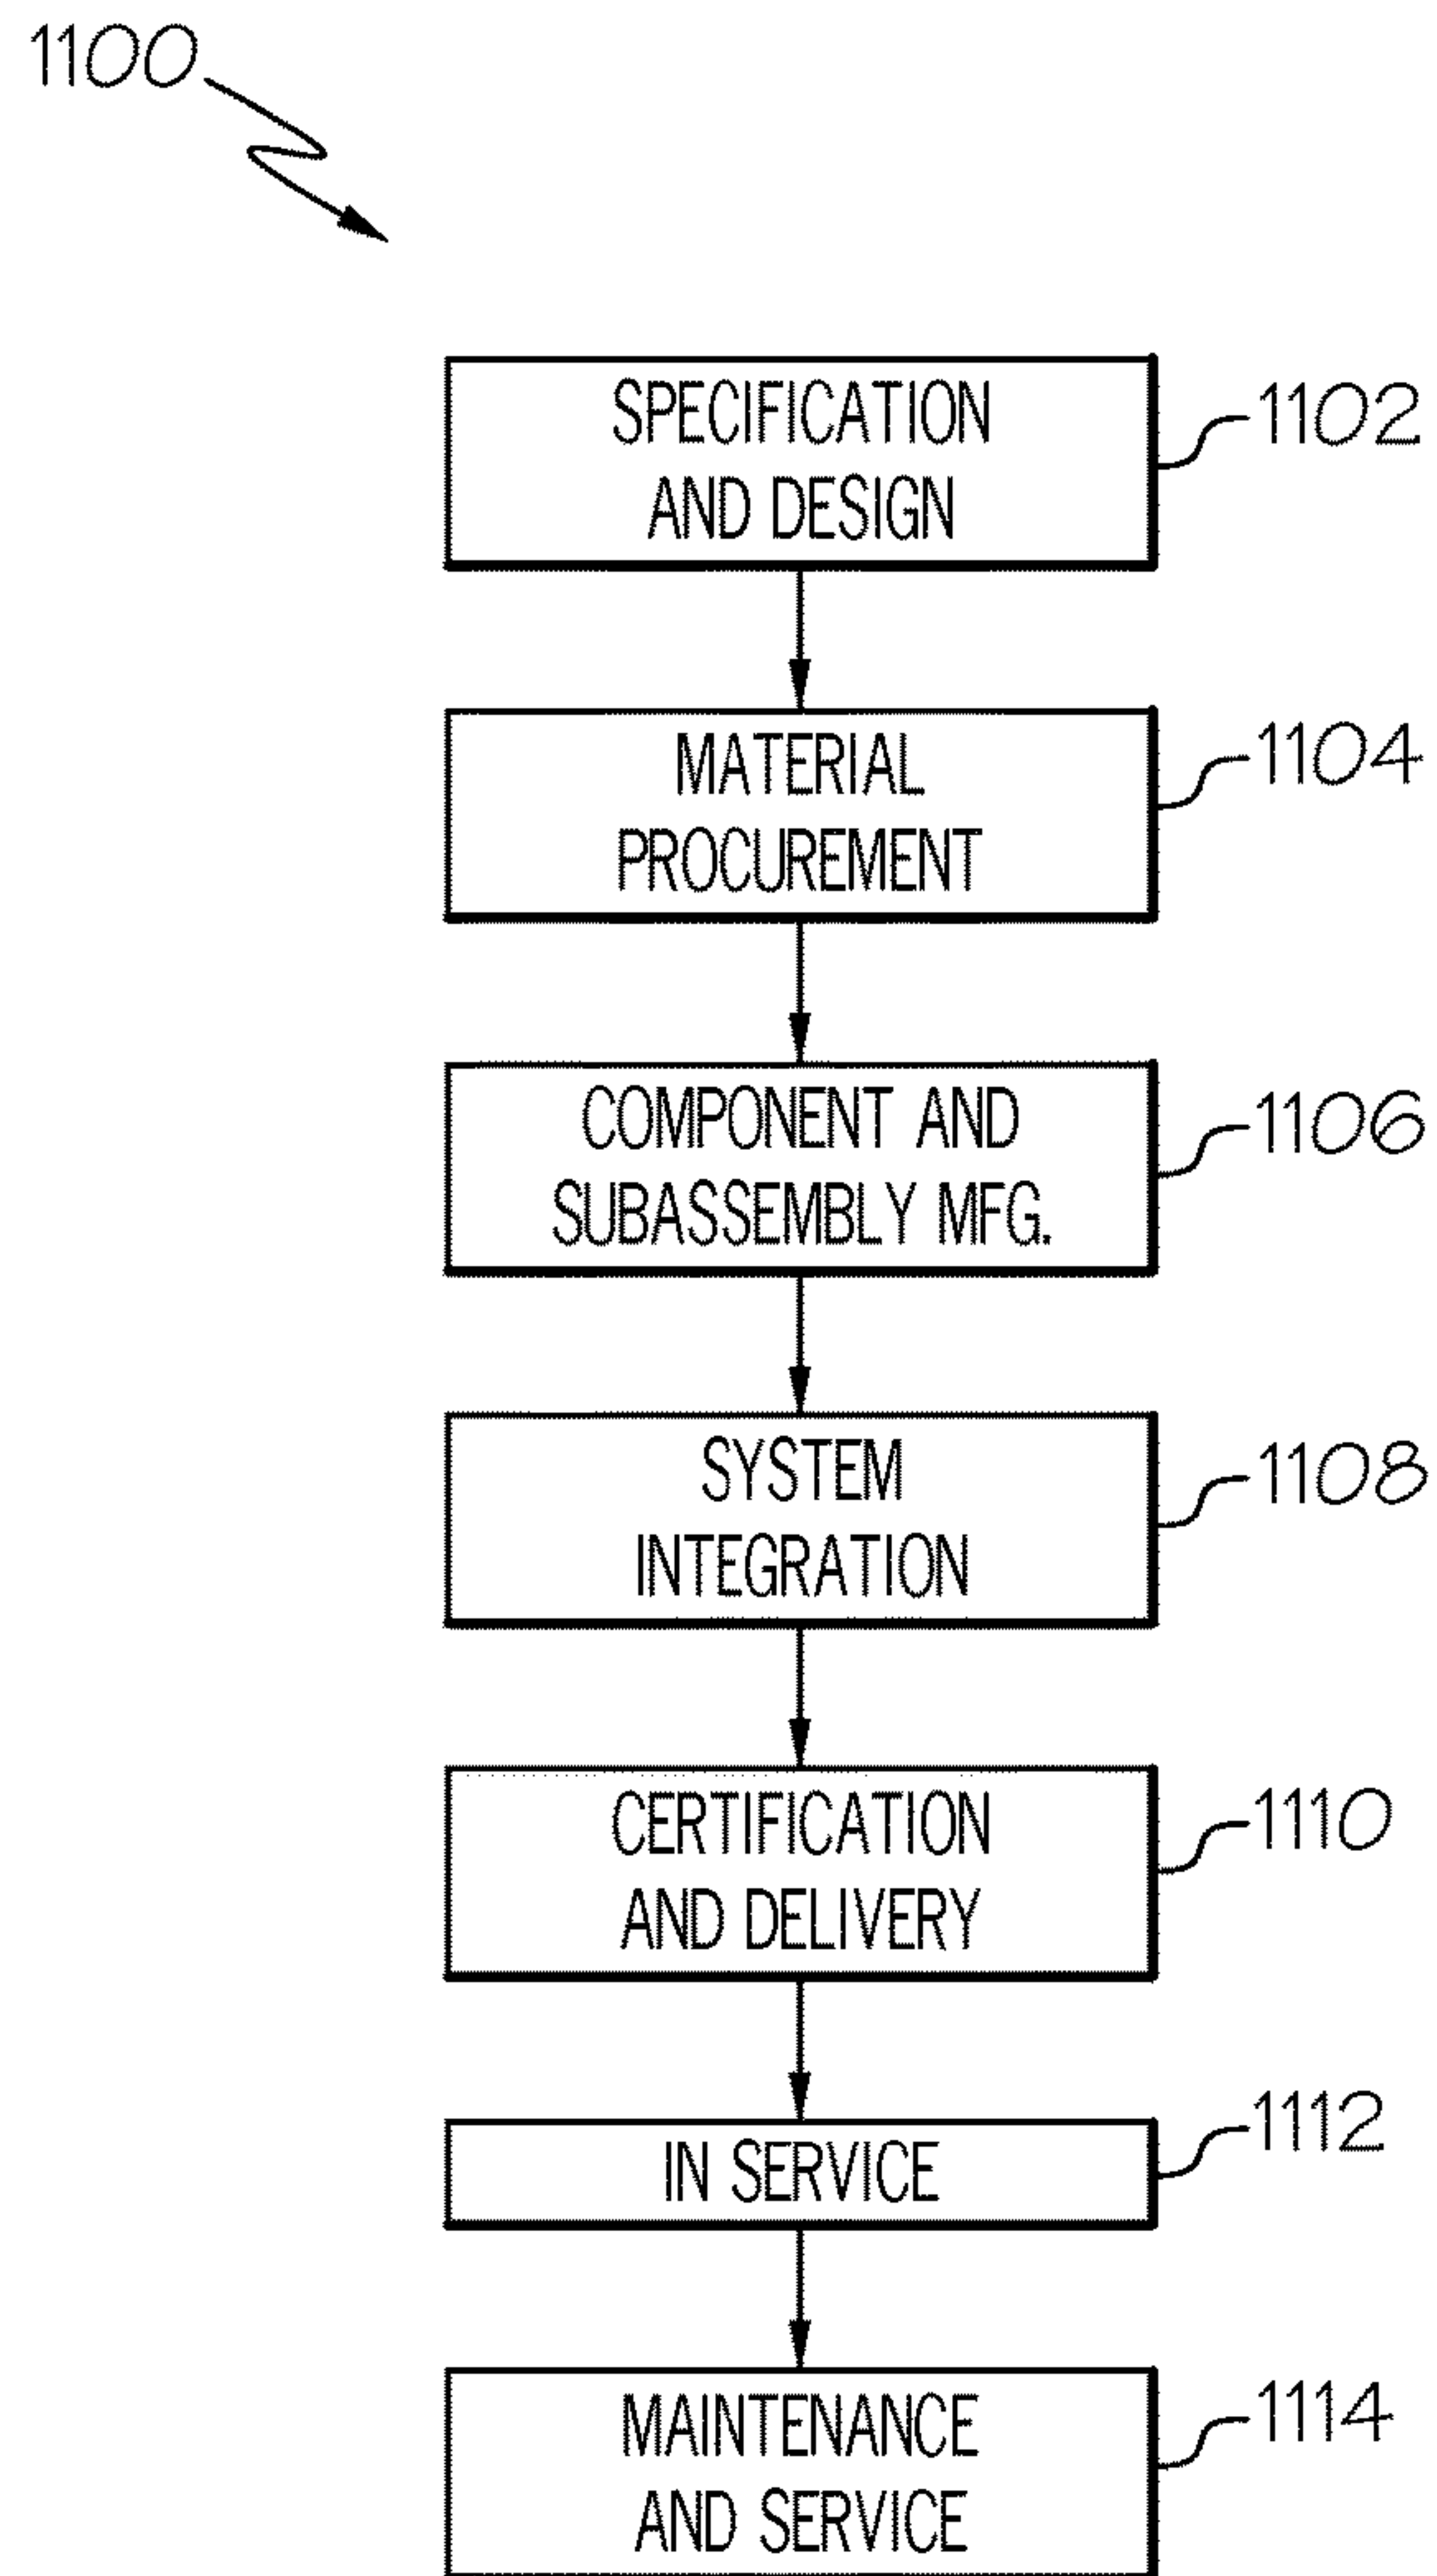 1100
SPECIFICATION
AND DESIGN
1102
MATERIAL
PROCUREMENT
1104
COMPONENT AND
SUBASSEMBLY MFG.
1106
SYSTEM
INTEGRATION
1108
CERTIFICATION
AND DELIVERY
1110
IN SERVICE
1112
MAINTENANCE
AND SERVICE
1114